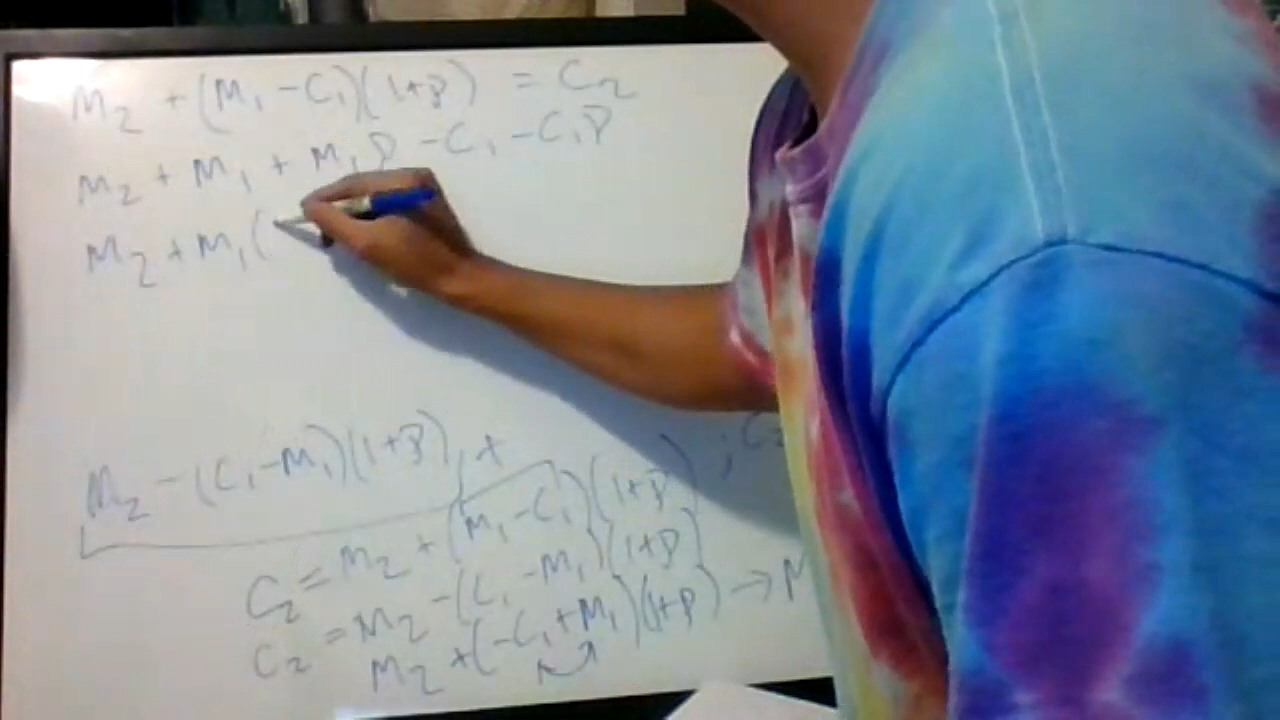 M₂ + (M₁ - C₁)(1+P) = C₂
M₂ + M₁ + M₁P - C₁ - C₁P
M₂ + M₁(
M₂ - (C₁ - M₁)(1+P)
C₂ = M₂ + (M₁ - C₁)(1+P) ; C₂
C₂ = M₂ - (C₁ - M₁)(1+P)
M₂ + (-C₁ + M₁)(1+P) → M